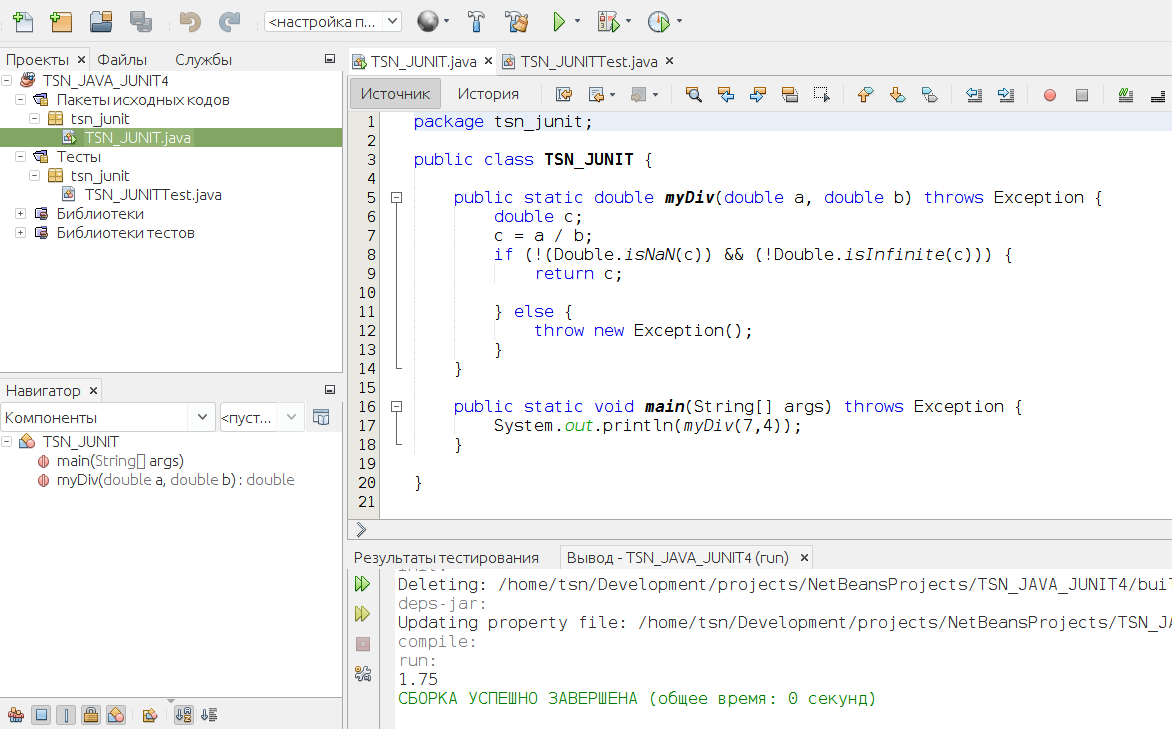 <настройка п...
Проекты
Файлы
Службы
TSN_JAVA_JUNIT4
Пакеты исходных кодов
tsn_junit
TSN_JUNIT.java
Тесты
tsn_junit
TSN_JUNITTest.java
Библиотеки
Библиотеки тестов
Навигатор
Компоненты
<пуст...
TSN_JUNIT
main(String[] args)
myDiv(double a, double b) : double
TSN_JUNIT.java
TSN_JUNITTest.java
Источник
История
1 package tsn_junit;
2
3 public class TSN_JUNIT {
4
5 public static double myDiv(double a, double b) throws Exception {
6 double c;
7 c = a / b;
8 if (!(Double.isNaN(c)) && (!Double.isInfinite(c))) {
9 return c;
10
11 } else {
12 throw new Exception();
13 }
14 }
15
16 public static void main(String[] args) throws Exception {
17 System.out.println(myDiv(7,4));
18 }
19
20 }
21
Результаты тестирования
Вывод - TSN_JAVA_JUNIT4 (run)
init:
Deleting: /home/tsn/Development/projects/NetBeansProjects/TSN_JAVA_JUNIT4/buil
deps-jar:
Updating property file: /home/tsn/Development/projects/NetBeansProjects/TSN_JA
compile:
run:
1.75
СБОРКА УСПЕШНО ЗАВЕРШЕНА (общее время: 0 секунд)